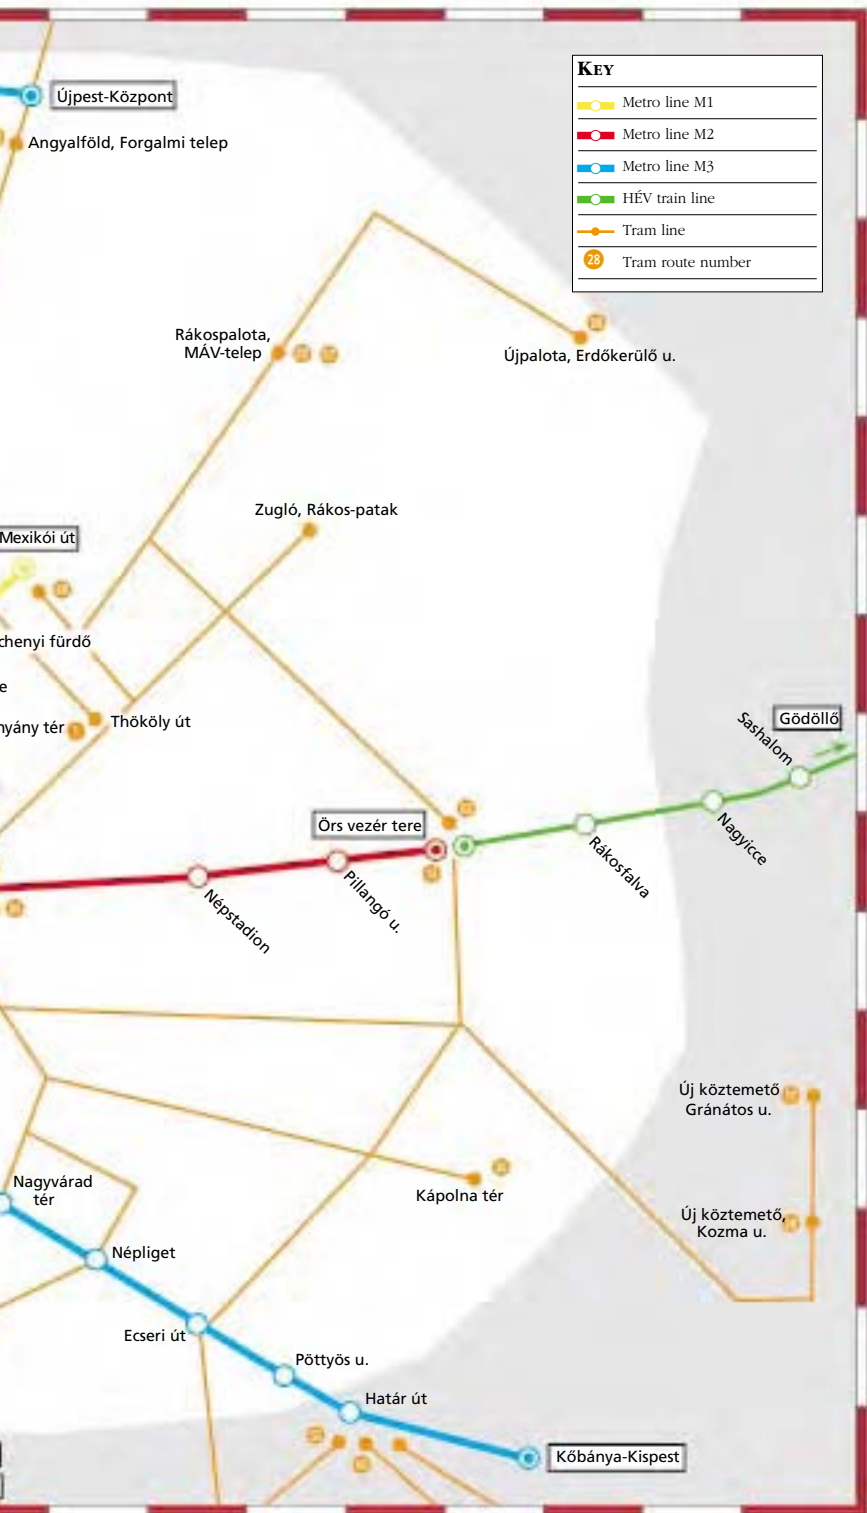 KEY
Metro line M1
Metro line M2
Metro line M3
HÉV train line
Tram line
28 Tram route number
Újpest-Központ
Angyalföld, Forgalmi telep
Rákospalota,
MÁV-telep
Újpalota, Erdőkerülő u.
Zugló, Rákos-patak
Mexikói út
chenyi fürdő
e
Thököly út
nyány tér
Gödöllő
Sashalom
Örs vezér tere
Nagyicce
Rákosfalva
Pillangó u.
Népstadion
Új köztemető
Gránátos u.
Nagyvárad
tér
Kápolna tér
Új köztemető,
Kozma u.
Népliget
Ecseri út
Pöttyös u.
Határ út
Kőbánya-Kispest